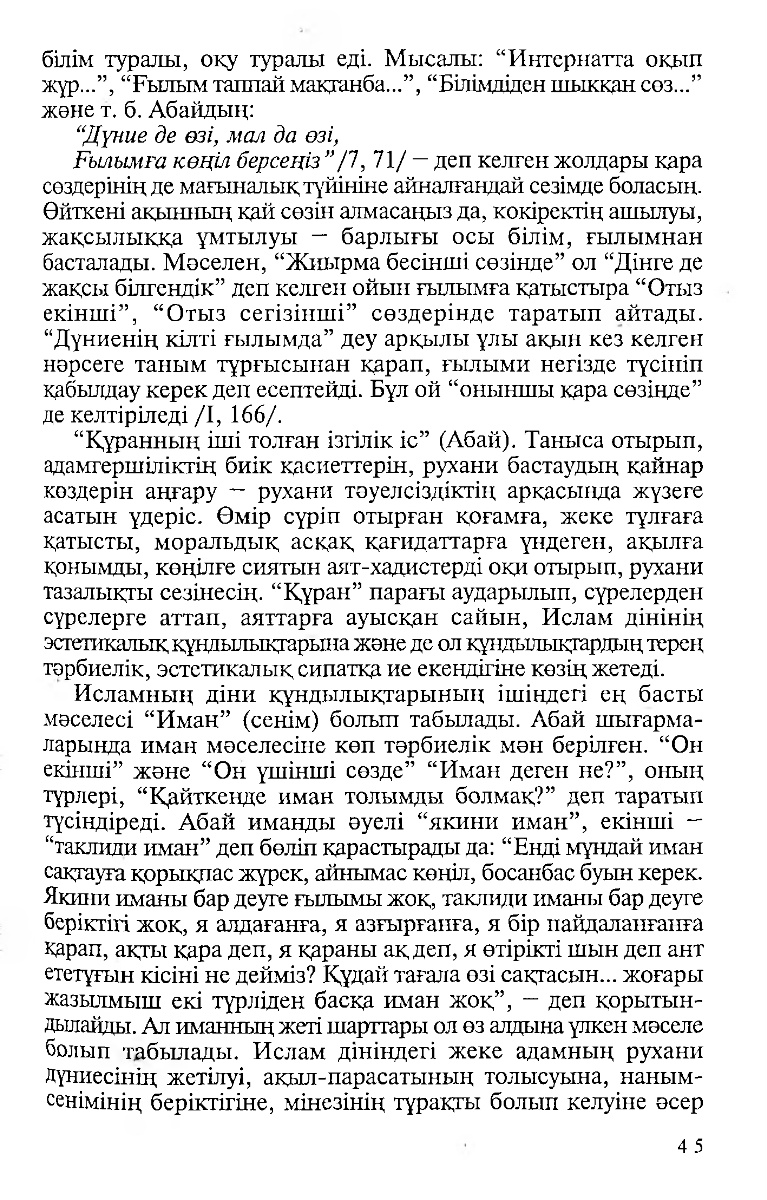 білім туралы, оқу туралы еді. Мысалы: “Интернатта оқып
жүр...”, “Ғылым таппай мақтанба...”, “Білімдіден шыққан сөз...”
және т. б. Абайдың:
“Дүние де өзі, мал да өзі,
Ғылымға көңіл берсеңіз” /7, 71/ — деп келген жолдары қара
сөздерінің де мағыналық түйініне айналғандай сезімде боласың.
Өйткені ақынның қай сөзін алмасаңыз да, көкіректің ашылуы,
жақсылыққа ұмтылуы — барлығы осы білім, ғылымнан
басталады. Мәселен, “Жиырма бесінші сөзінде” ол “Дінге де
жақсы білгендік” деп келген ойын ғылымға қатыстыра “Отыз
екінші”, “Отыз сегізінші” сөздерінде таратып айтады.
“Дүниенің кілті ғылымда” деу арқылы ұлы ақын кез келген
нәрсеге таным тұрғысынан қарап, ғылыми негізде түсініп
қабылдау керек деп есептейді. Бұл ой “оныншы қара сөзінде”
де келтіріледі /І, 166/.
“Құранның іші толған ізгілік іс” (Абай). Таныса отырып,
адамгершіліктің биік қасиеттерін, рухани бастаудың қайнар
көздерін аңғару — рухани тәуелсіздіктің арқасында жүзеге
асатын үдеріс. Өмір сүріп отырған қоғамға, жеке тұлғаға
қатысты, моральдық асқақ қағидаттарға үндеген, ақылға
қонымды, көңілге сиятын аят-хадистерді оқи отырып, рухани
тазалықты сезінесің. “Құран” парағы аударылып, сүрелерден
сүрелерге аттап, аяттарға ауысқан сайын, Ислам дінінің
эстетикалық құндылықтарына және де ол құндылықтардың терең
тәрбиелік, эстетикалық сипатқа ие екендігіне көзің жетеді.
Исламның діни құндылықтарының ішіндегі ең басты
мәселесі “Иман” (сенім) болып табылады. Абай шығарма-
ларында иман мәселесіне көп тәрбиелік мән берілген. “Он
екінші” және “Он үшінші сөзде” “Иман деген не?”, оның
түрлері, “Қайткенде иман толымды болмақ?” деп таратып
түсіндіреді. Абай иманды әуелі “якини иман”, екінші —
“таклиди иман” деп бөліп қарастырады да: “Енді мұндай иман
сақтауға қорықпас жүрек, айнымас көңіл, босанбас буын керек.
Якини иманы бар деуге ғылымы жоқ, таклиди иманы бар деуге
беріктігі жоқ, я алдағанға, я азғырғанға, я бір пайдаланғанға
қарап, ақты қара деп, я қараны ақ деп, я өтірікті шын деп ант
ететұғын кісіні не дейміз? Құдай тағала өзі сақтасын... жоғары
жазылмыш екі түрліден басқа иман жоқ”, — деп қорытын-
дылайды. Ал иманның жеті шарттары ол өз алдына үлкен мәселе
болып табылады. Ислам дініндегі жеке адамның рухани
дүниесінің жетілуі, ақыл-парасатының толысуына, наным-
сенімінің беріктігіне, мінезінің тұрақты болып келуіне әсер
45